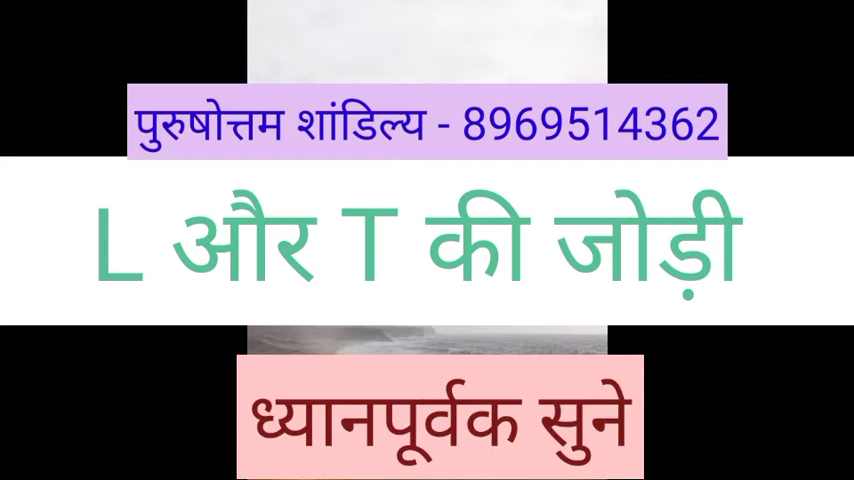 पुरुषोत्तम शांडिल्य - 8969514362
L और T की जोड़ी
ध्यानपूर्वक सुने